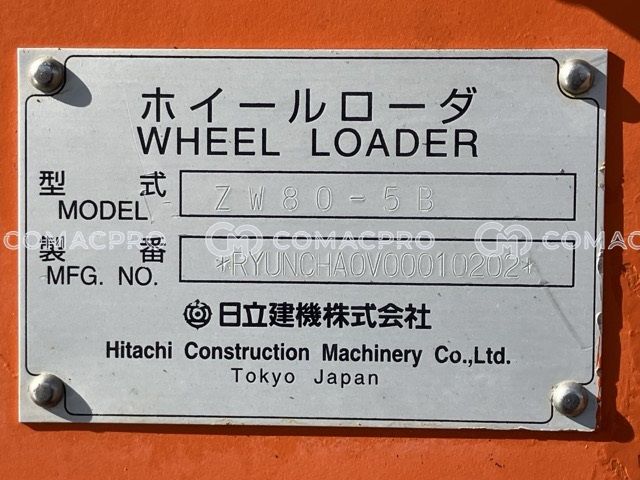 ホイールローダ
WHEEL LOADER
型式
MODEL
ZW80-5B
製番
MFG. NO.
*RYUNCHA0V00010202*
COMACPRO COMACPRO COMACPRO
日立建機株式会社
Hitachi Construction Machinery Co.,Ltd.
Tokyo Japan